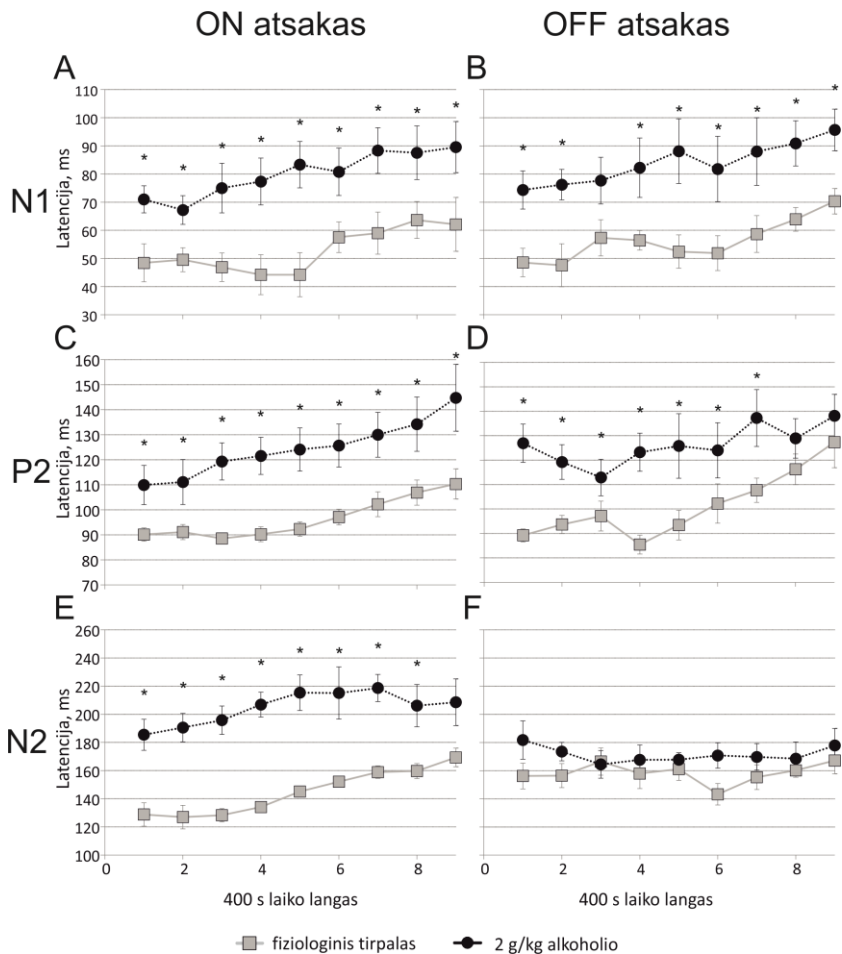 ON atsakas OFF atsakas
A B
N1
Latencija, ms
110
100
90
80
70
60
50
40
30
* * * * * * * * *
* * * * * * * *
C D
P2
Latencija, ms
160
150
140
130
120
110
100
90
80
70
* * * * * * * * *
* * * * * * *
E F
N2
Latencija, ms
260
240
220
200
180
160
140
120
100
* * * * * * * *
0 2 4 6 8 0 2 4 6 8
400 s laiko langas 400 s laiko langas
fiziologinis tirpalas 2 g/kg alkoholio